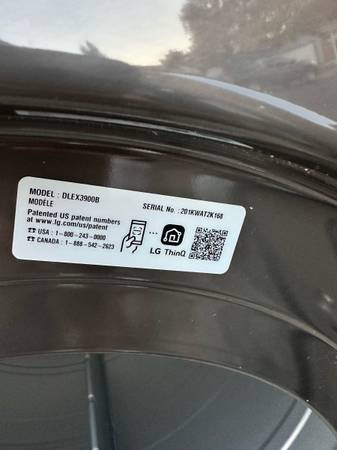 MODEL : DLEX3900B
MODÈLE
SERIAL No. : 201KWAT2K168
Patented US patent numbers
at www.lg.com/us/patent
☎ USA : 1-800-243-0000
☎ CANADA : 1-888-542-2623
...
LG ThinQ